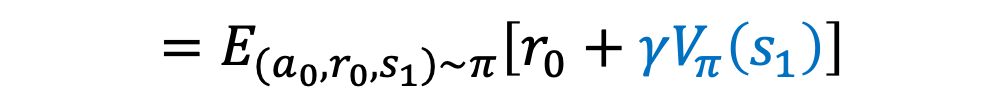 = E_{(a_0,r_0,s_1)~π}[r_0 + γV_π(s_1)]